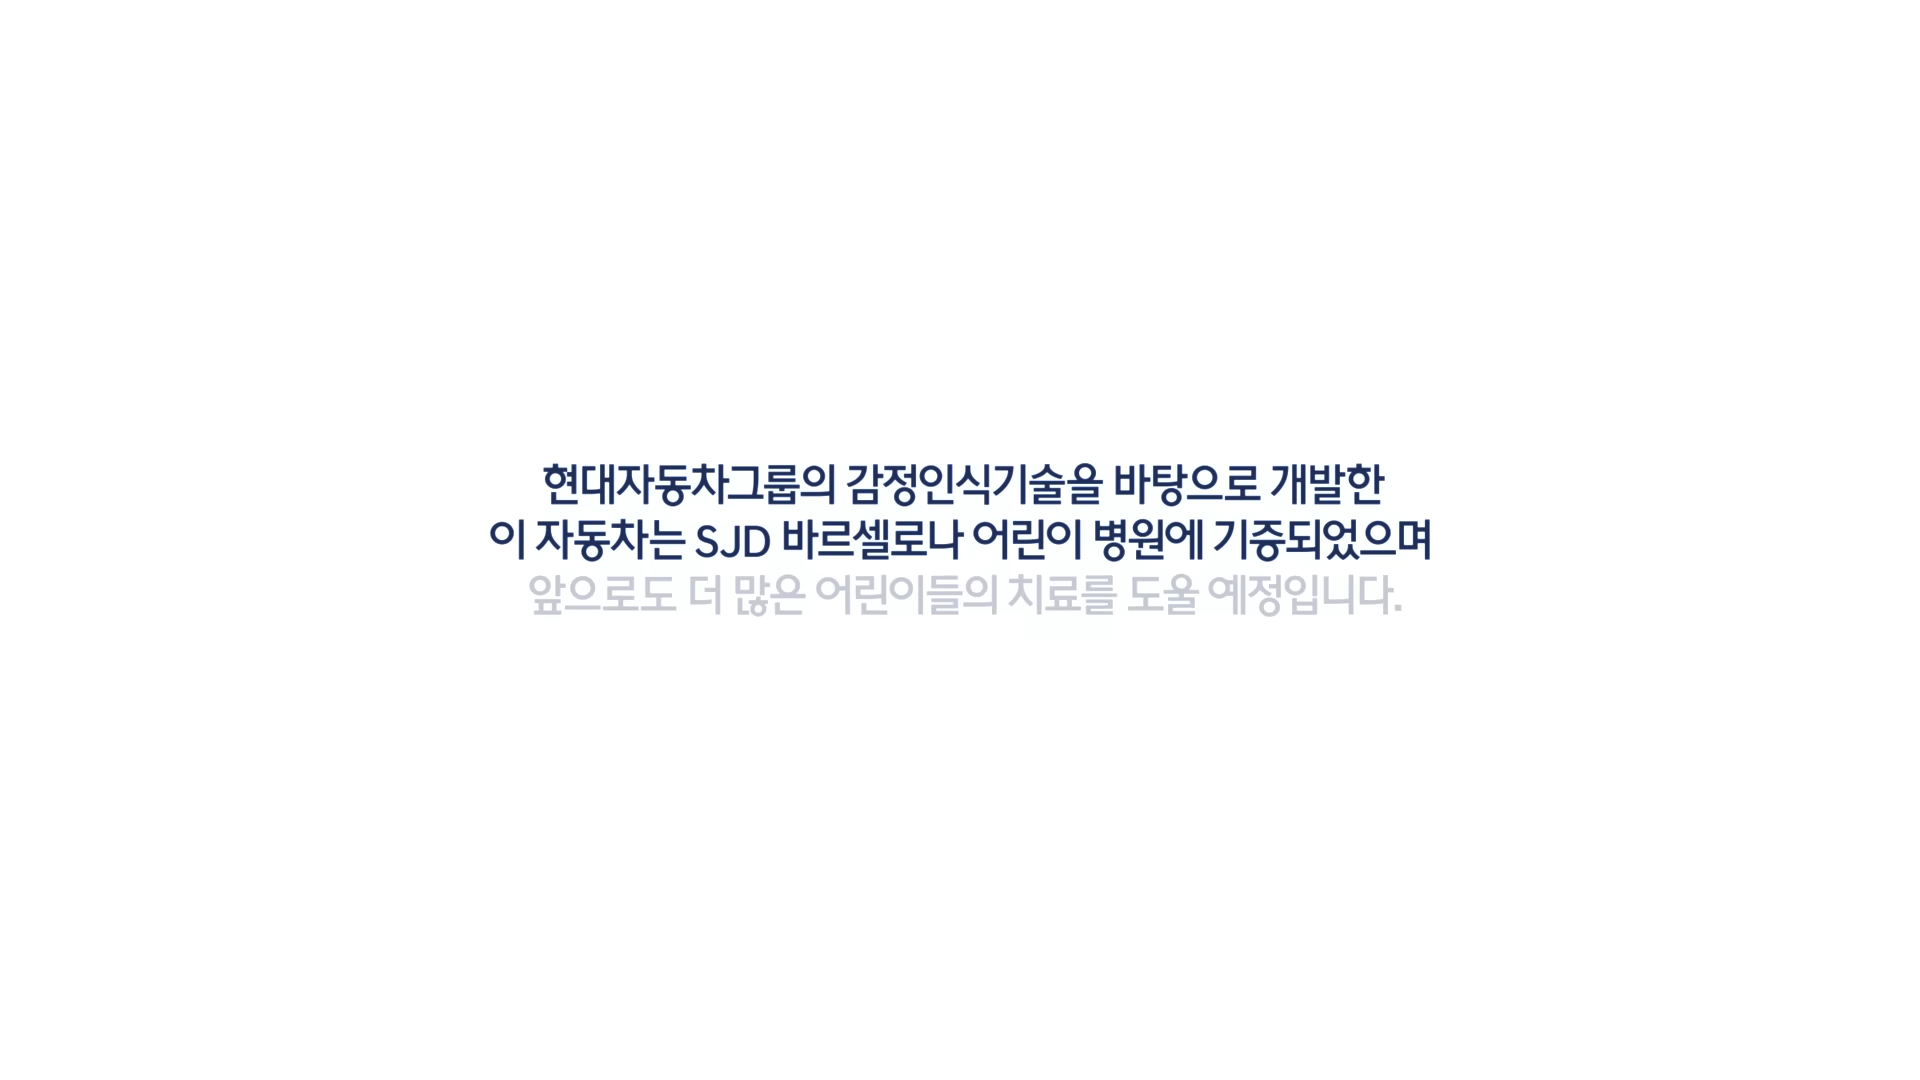 현대자동차그룹의 감정인식기술을 바탕으로 개발한
이 자동차는 SJD 바르셀로나 어린이 병원에 기증되었으며
앞으로도 더 많은 어린이들의 치료를 도울 예정입니다.